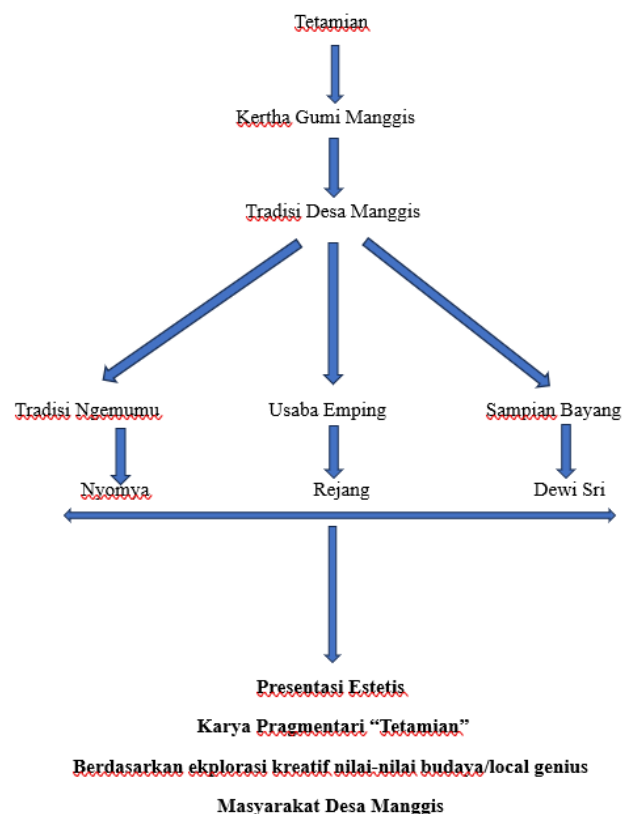 Tetamian
Kertha Gumi Manggis
Tradisi Desa Manggis
Tradisi Ngemumu Usaba Emping Sampian Bayang
Nyomya Rejang Dewi Sri
Presentasi Estetis
Karya Pragmentari “Tetamian”
Berdasarkan ekplorasi kreatif nilai-nilai budaya/local genius
Masyarakat Desa Manggis